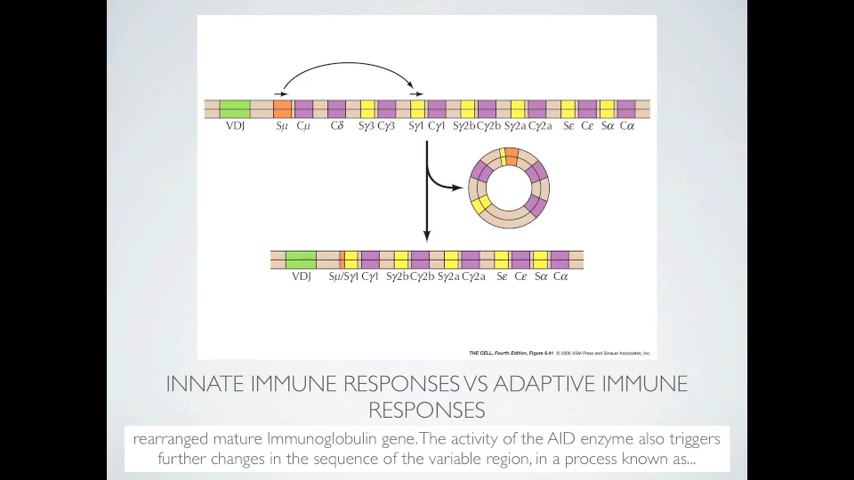 VDJ Sμ Cμ Cδ Sγ3 Cγ3 Sγ1 Cγ1 Sγ2b Cγ2b Sγ2a Cγ2a Sε Cε Sα Cα
VDJ Sμ/Sγ1 Cγ1 Sγ2b Cγ2b Sγ2a Cγ2a Sε Cε Sα Cα
THE CELL, Fourth Edition, Figure 6.41 © 2006 ASM Press and Sinauer Associates, Inc.
INNATE IMMUNE RESPONSES VS ADAPTIVE IMMUNE
RESPONSES
rearranged mature Immunoglobulin gene. The activity of the AID enzyme also triggers
further changes in the sequence of the variable region, in a process known as...